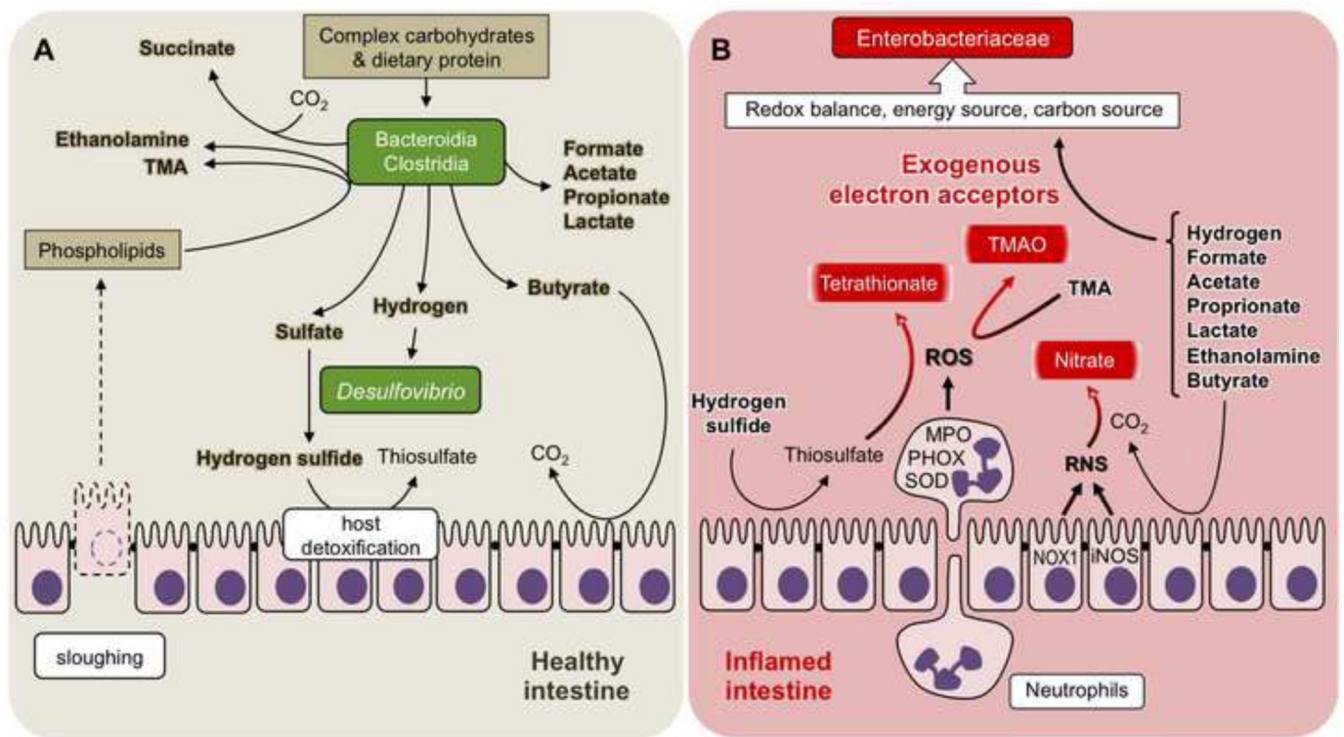 A
Succinate
Complex carbohydrates
& dietary protein
CO₂
Ethanolamine
TMA
Bacteroidia
Clostridia
Formate
Acetate
Propionate
Lactate
Phospholipids
Butyrate
Hydrogen
Sulfate
Desulfovibrio
Hydrogen sulfide
Thiosulfate
CO₂
host
detoxification
sloughing
Healthy
intestine
B
Enterobacteriaceae
Redox balance, energy source, carbon source
Exogenous
electron acceptors
TMAO
Tetrathionate
TMA
Hydrogen
Formate
Acetate
Proprionate
Lactate
Ethanolamine
Butyrate
ROS
Nitrate
Hydrogen
sulfide
Thiosulfate
MPO
PHOX
SOD
CO₂
RNS
NOX1
iNOS
Inflamed
intestine
Neutrophils